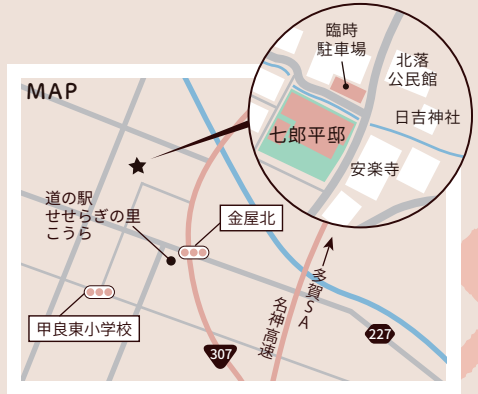 MAP
臨時
駐車場
北落
公民館
日吉神社
七郎平邸
安楽寺
道の駅
せせらぎの里
こうら
金屋北
甲良東小学校
多賀SA
名神高速
307
227